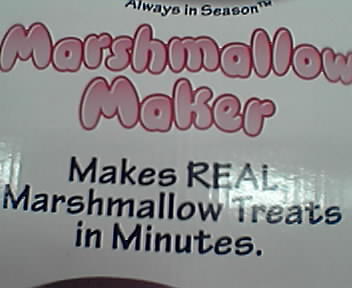 Always in Season™
Marshmallow
Maker
Makes REAL
Marshmallow Treats
in Minutes.